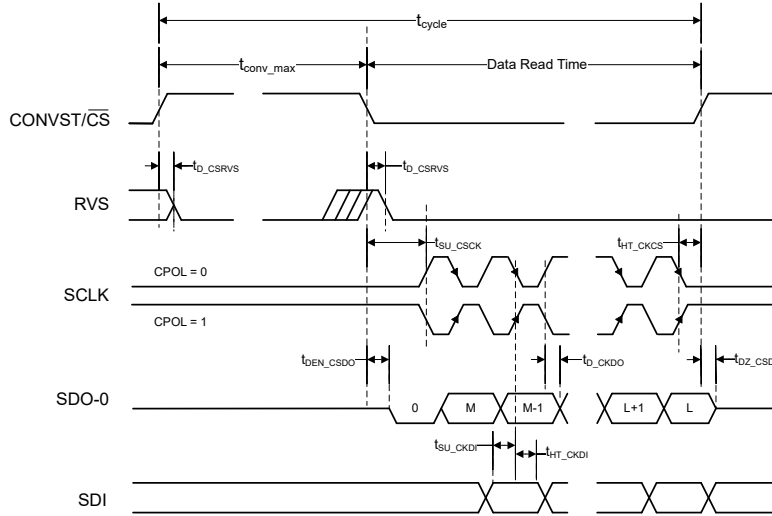 tcycle
tconv_max
Data Read Time
CONVST/CS
tD_CSRVS
tD_CSRVS
RVS
tSU_CSCK
tHT_CKCS
CPOL = 0
SCLK
CPOL = 1
tDEN_CSDO
tD_CKDO
tDZ_CSD
SDO-0
0
M
M-1
L+1
L
tSU_CKDI
tHT_CKDI
SDI